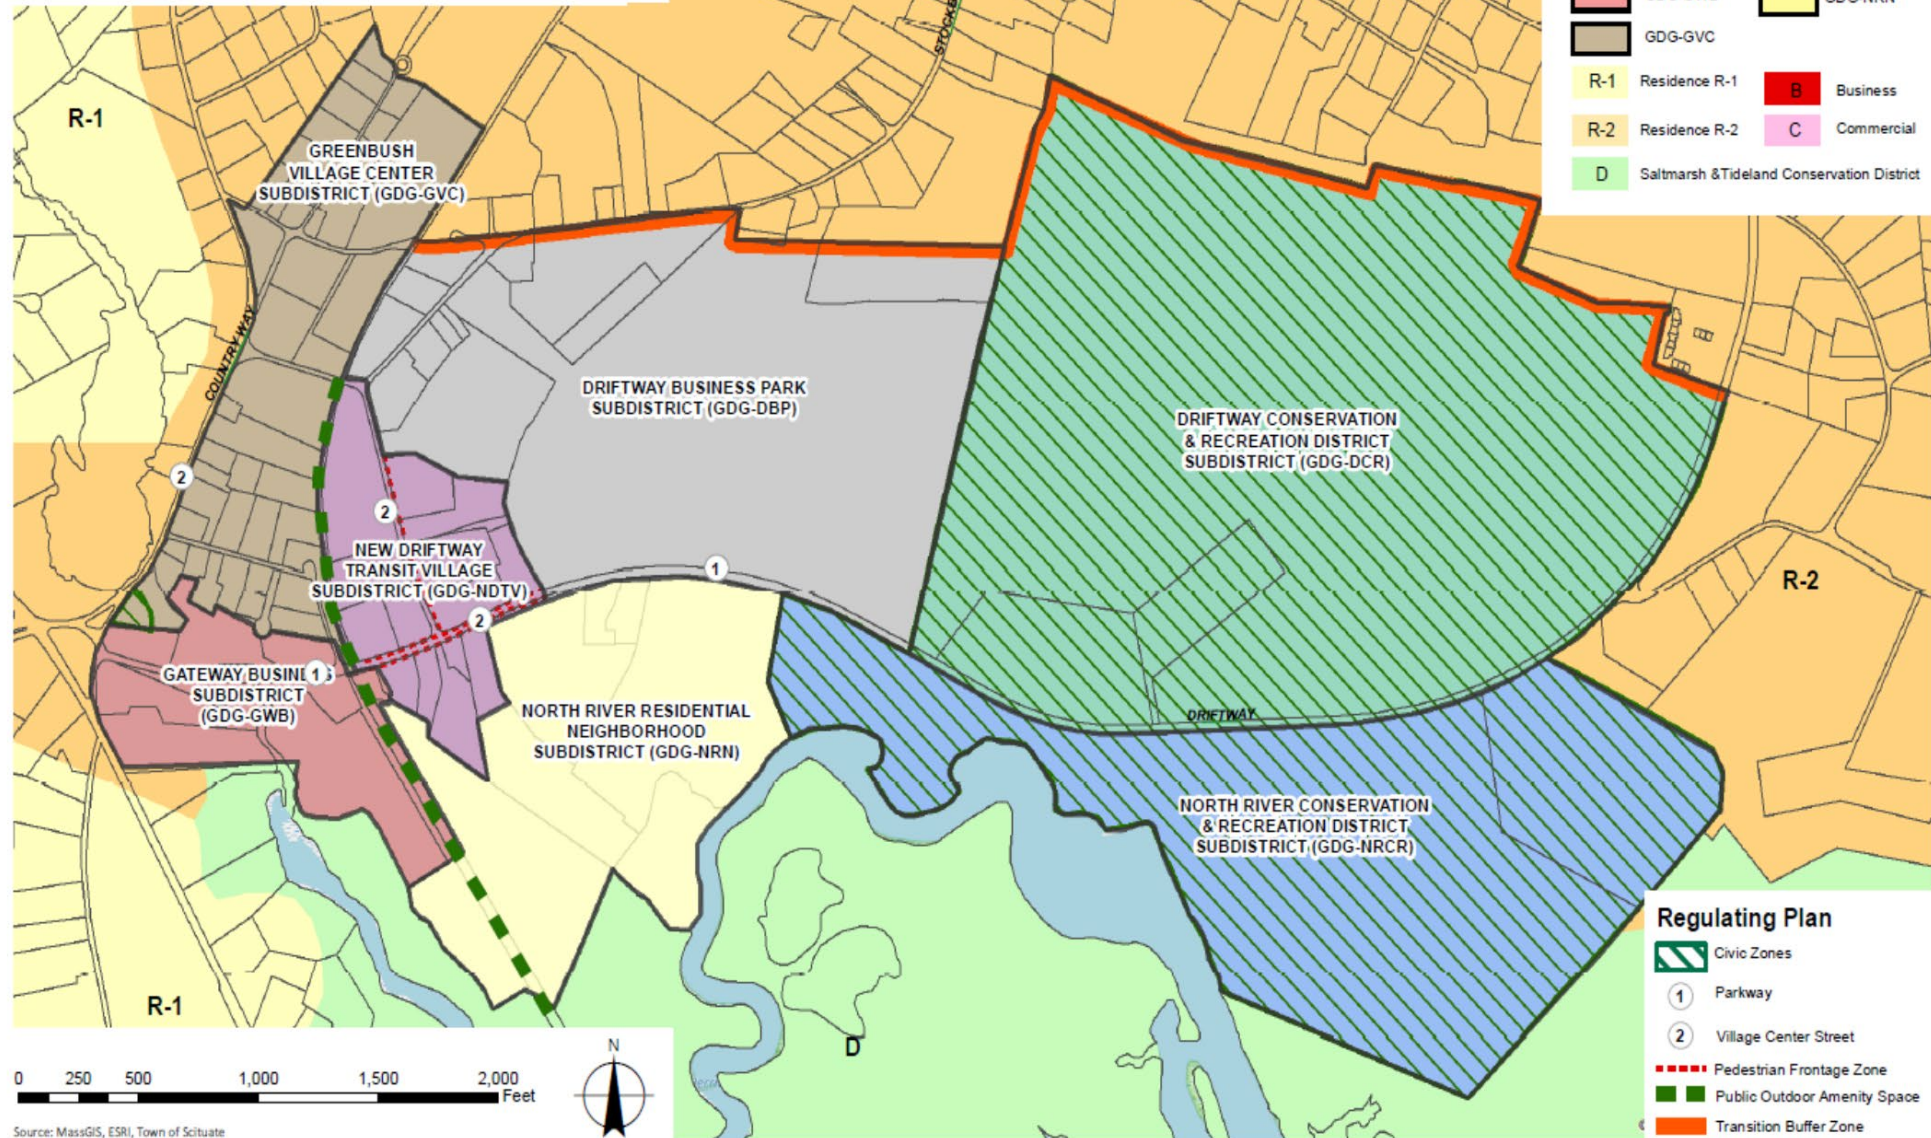 GDG-GVC
R-1 Residence R-1
B Business
R-2 Residence R-2
C Commercial
D Saltmarsh &Tideland Conservation District
R-1
GREENBUSH
VILLAGE CENTER
SUBDISTRICT (GDG-GVC)
COUNTRY WAY
DRIFTWAY BUSINESS PARK
SUBDISTRICT (GDG-DBP)
DRIFTWAY CONSERVATION
& RECREATION DISTRICT
SUBDISTRICT (GDG-DCR)
2
2
NEW DRIFTWAY
TRANSIT VILLAGE
SUBDISTRICT (GDG-NDTV)
1
2
R-2
GATEWAY BUSIN
1
SUBDISTRICT
(GDG-GWB)
NORTH RIVER RESIDENTIAL
NEIGHBORHOOD
SUBDISTRICT (GDG-NRN)
DRIFTWAY
NORTH RIVER CONSERVATION
& RECREATION DISTRICT
SUBDISTRICT (GDG-NRCR)
R-1
D
Regulating Plan
Civic Zones
1 Parkway
2 Village Center Street
Pedestrian Frontage Zone
Public Outdoor Amenity Space
Transition Buffer Zone
N
0 250 500 1,000 1,500 2,000
Feet
Source: MassGIS, ESRI, Town of Scituate